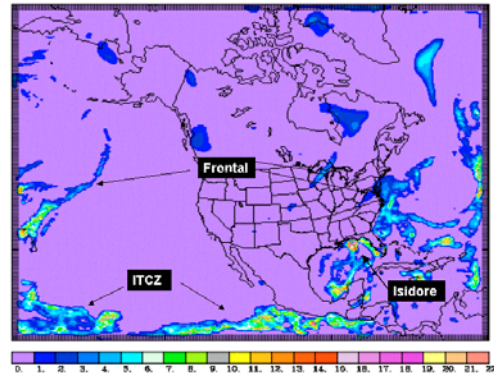 Frontal
ITCZ
Isidore
0. 1. 2. 3. 4. 5. 6. 7. 8. 9. 10. 11. 12. 13. 14. 15. 16. 17. 18. 19. 20. 21. 22